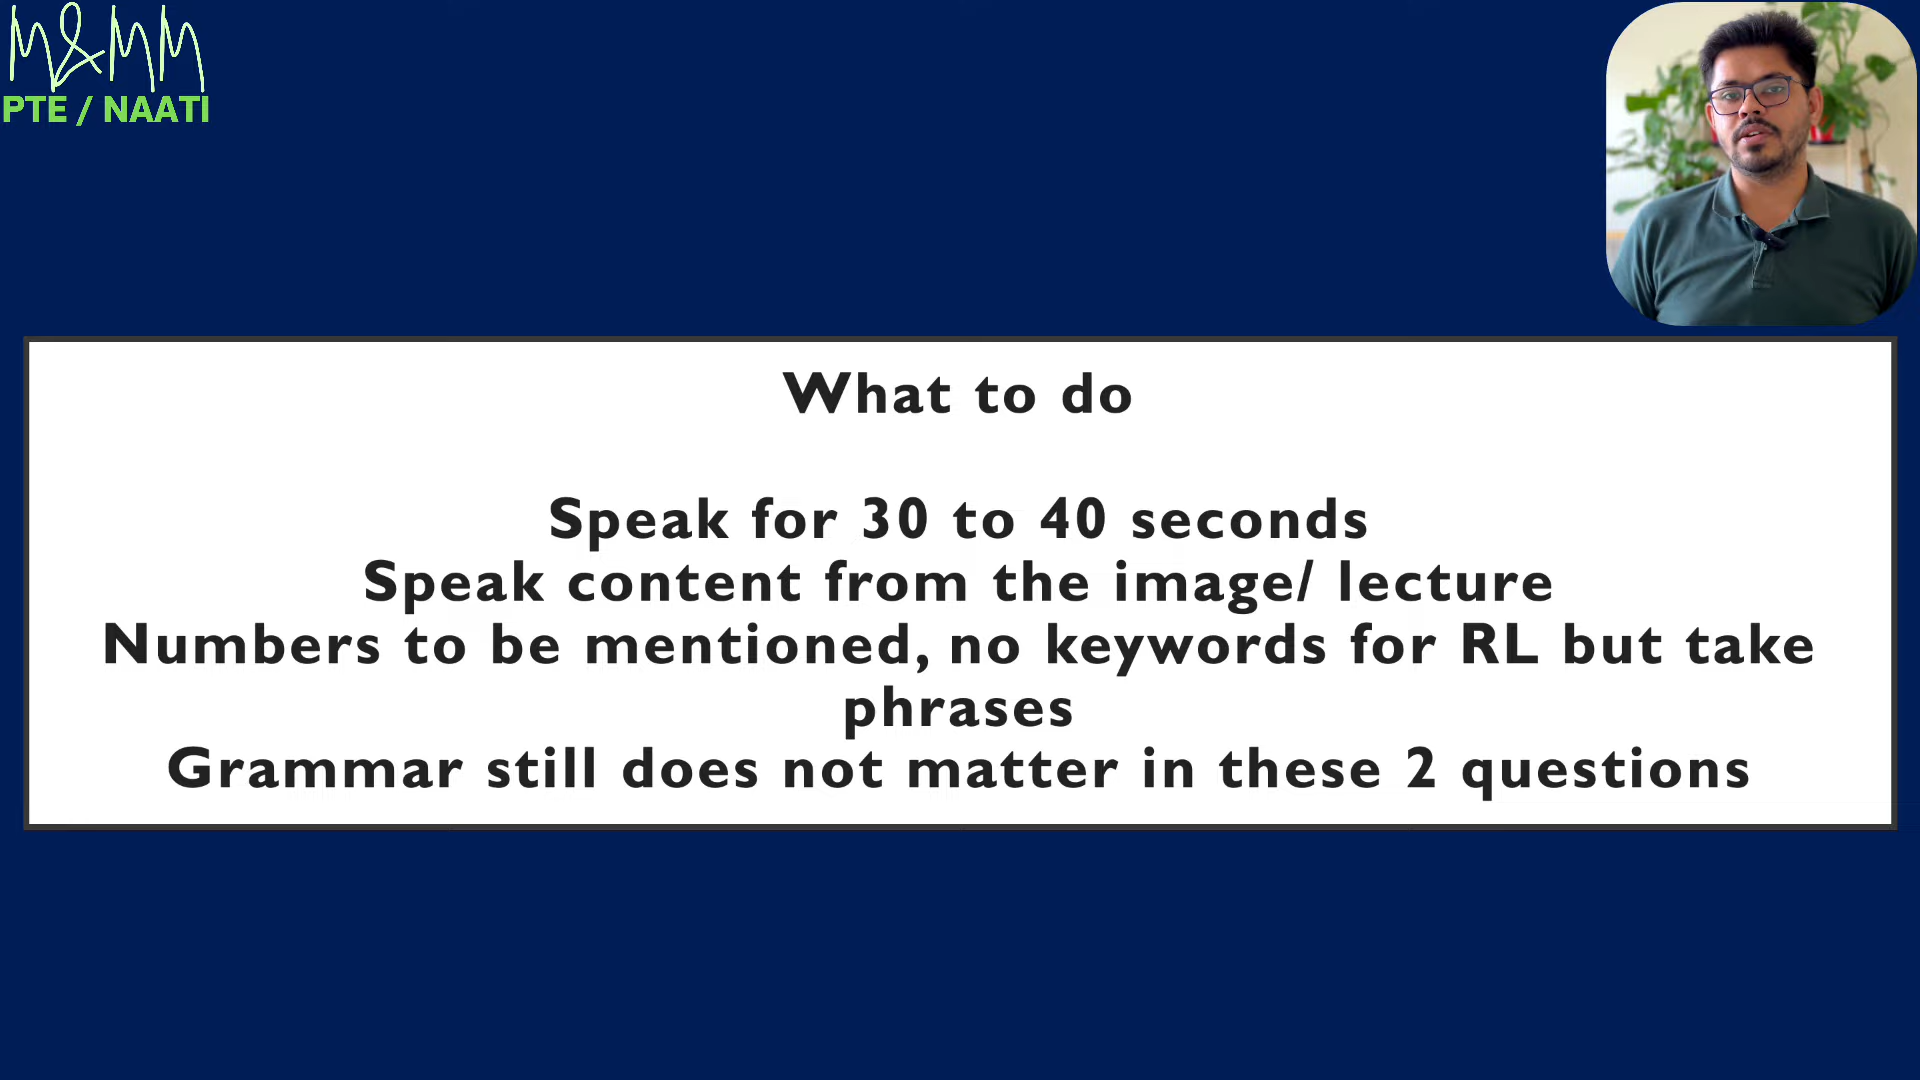 M&MM
PTE / NAATI
What to do
Speak for 30 to 40 seconds
Speak content from the image/ lecture
Numbers to be mentioned, no keywords for RL but take
phrases
Grammar still does not matter in these 2 questions